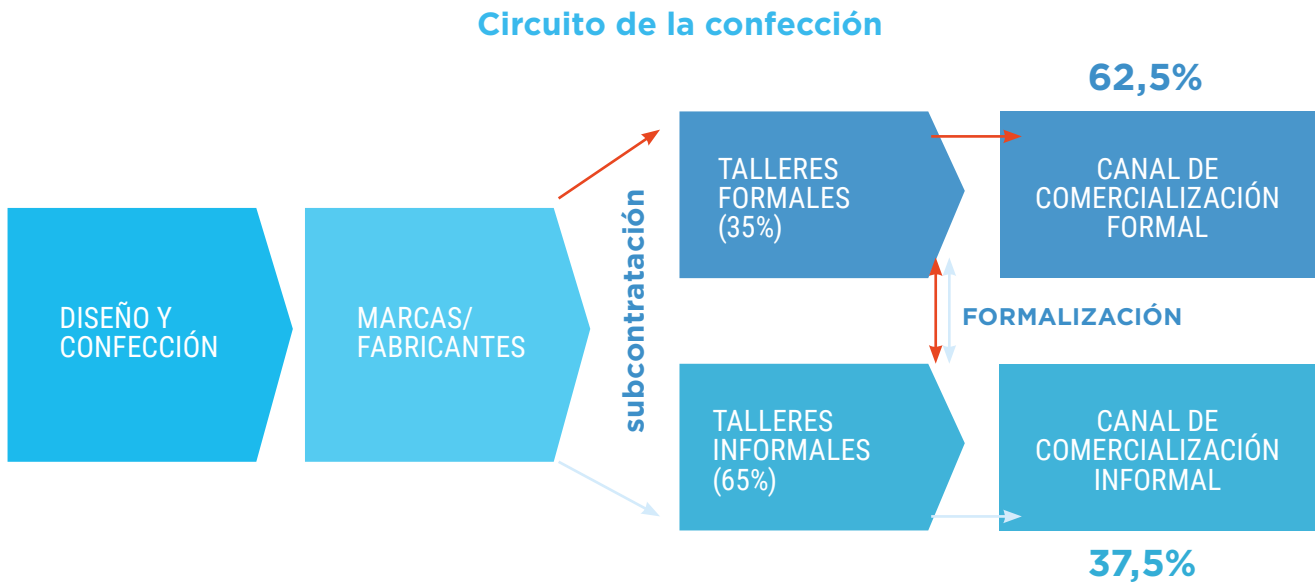 Circuito de la confección
DISEÑO Y
CONFECCIÓN
MARCAS/
FABRICANTES
subcontratación
TALLERES
FORMALES
(35%)
62,5%
CANAL DE
COMERCIALIZACIÓN
FORMAL
FORMALIZACIÓN
TALLERES
INFORMALES
(65%)
CANAL DE
COMERCIALIZACIÓN
INFORMAL
37,5%